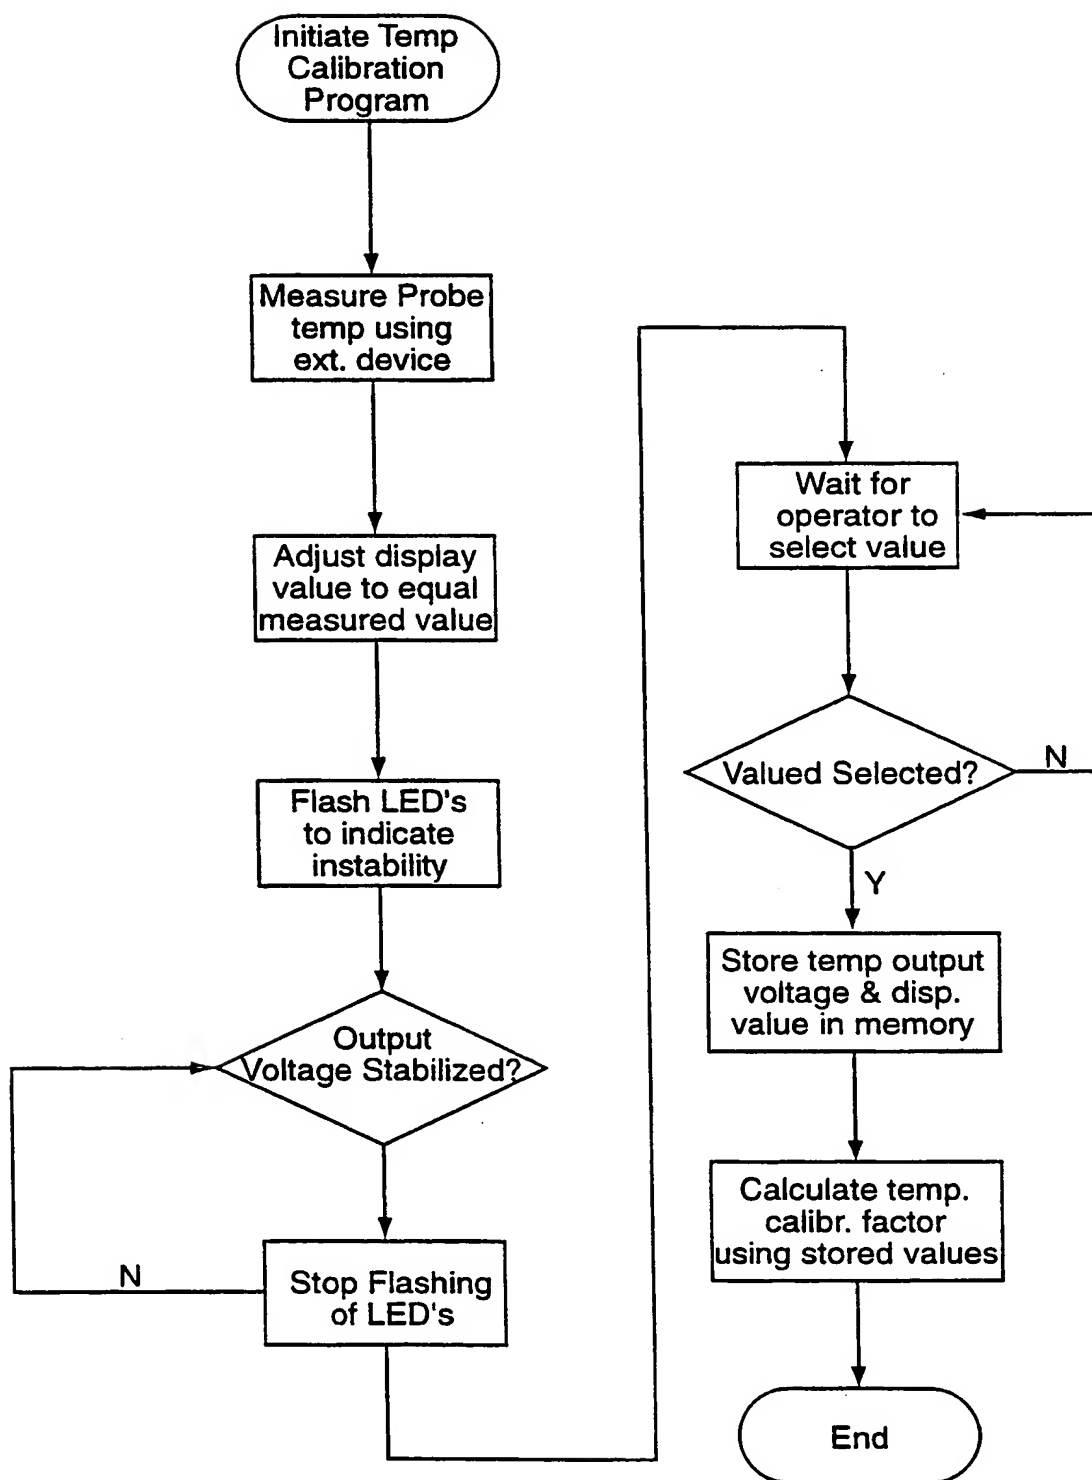 Initiate Temp
Calibration
Program
Measure Probe
temp using
ext. device
Adjust display
value to equal
measured value
Flash LED's
to indicate
instability
Output
Voltage Stabilized?
N
Stop Flashing
of LED's
Wait for
operator to
select value
Valued Selected?
N
Y
Store temp output
voltage & disp.
value in memory
Calculate temp.
calibr. factor
using stored values
End